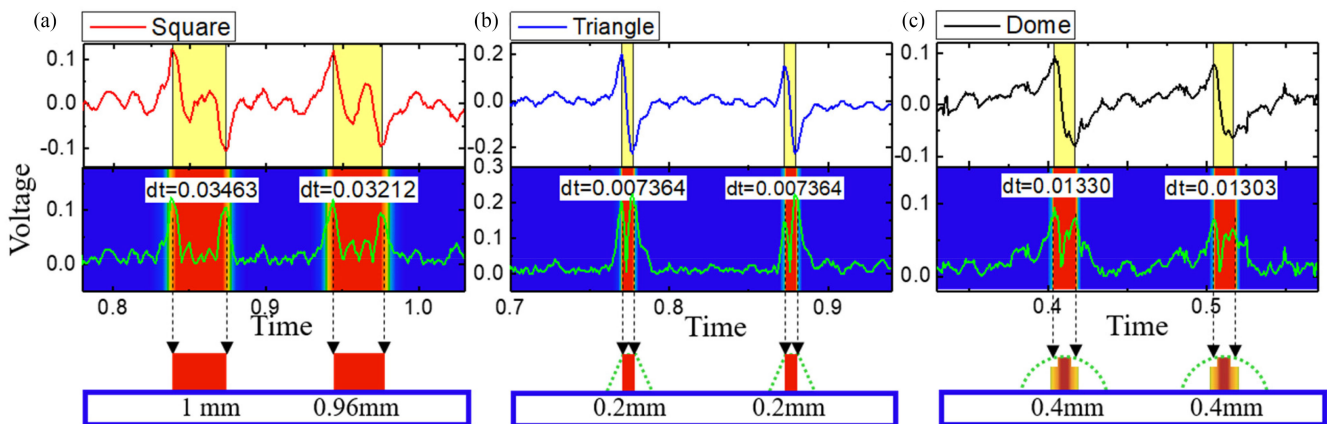 (a)
Square
0.1
0.0
-0.1
dt=0.03463
dt=0.03212
0.1
0.0
Voltage
0.8
0.9
1.0
Time
1 mm
0.96mm
(b)
Triangle
0.2
0.0
-0.2
0.3
dt=0.007364
dt=0.007364
0.2
0.1
0.0
0.7
0.8
0.9
Time
0.2mm
0.2mm
(c)
Dome
0.1
0.0
-0.1
dt=0.01330
dt=0.01303
0.1
0.0
0.4
0.5
Time
0.4mm
0.4mm